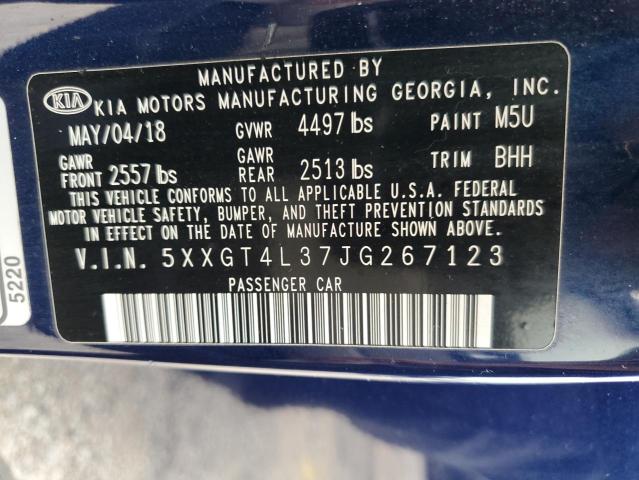 MANUFACTURED BY
KIA KIA MOTORS MANUFACTURING GEORGIA, INC.
MAY/04/18 GVWR 4497 lbs PAINT M5U
GAWR FRONT 2557 lbs GAWR REAR 2513 lbs TRIM BHH
THIS VEHICLE CONFORMS TO ALL APPLICABLE U.S.A. FEDERAL
MOTOR VEHICLE SAFETY, BUMPER, AND THEFT PREVENTION STANDARDS
IN EFFECT ON THE DATE OF MANUFACTURE SHOWN ABOVE.
V.I.N. 5XXGT4L37JG267123
PASSENGER CAR
5220